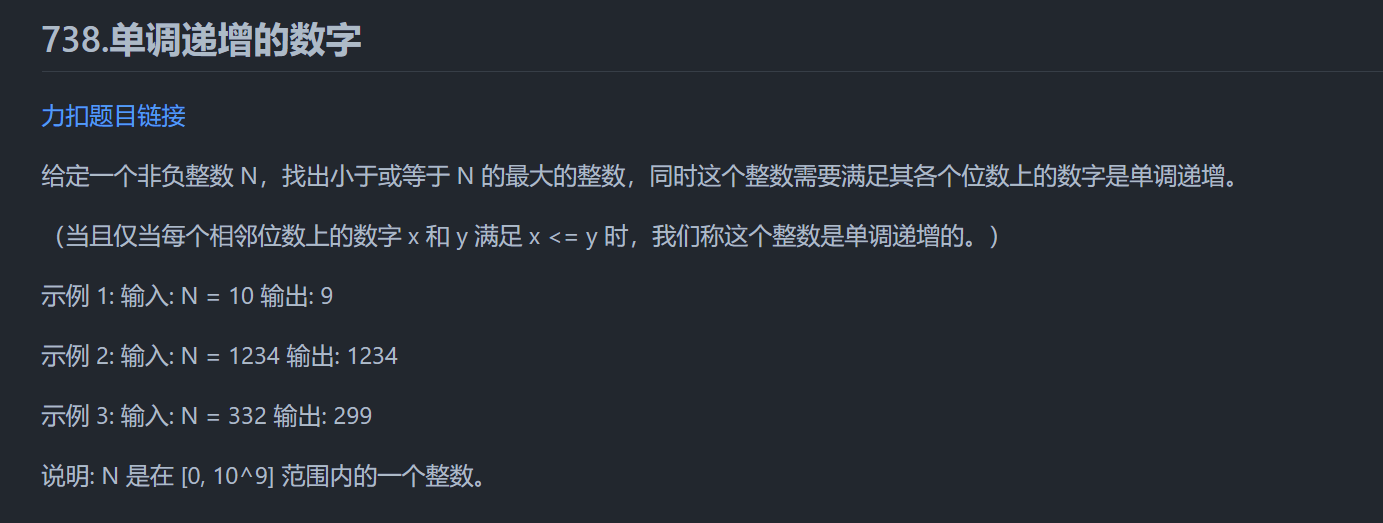 738.单调递增的数字
力扣题目链接
给定一个非负整数 N，找出小于或等于 N 的最大的整数，同时这个整数需要满足其各个位数上的数字是单调递增。
（当且仅当每个相邻位数上的数字 x 和 y 满足 x <= y 时，我们称这个整数是单调递增的。）
示例 1: 输入: N = 10 输出: 9
示例 2: 输入: N = 1234 输出: 1234
示例 3: 输入: N = 332 输出: 299
说明: N 是在 [0, 10^9] 范围内的一个整数。